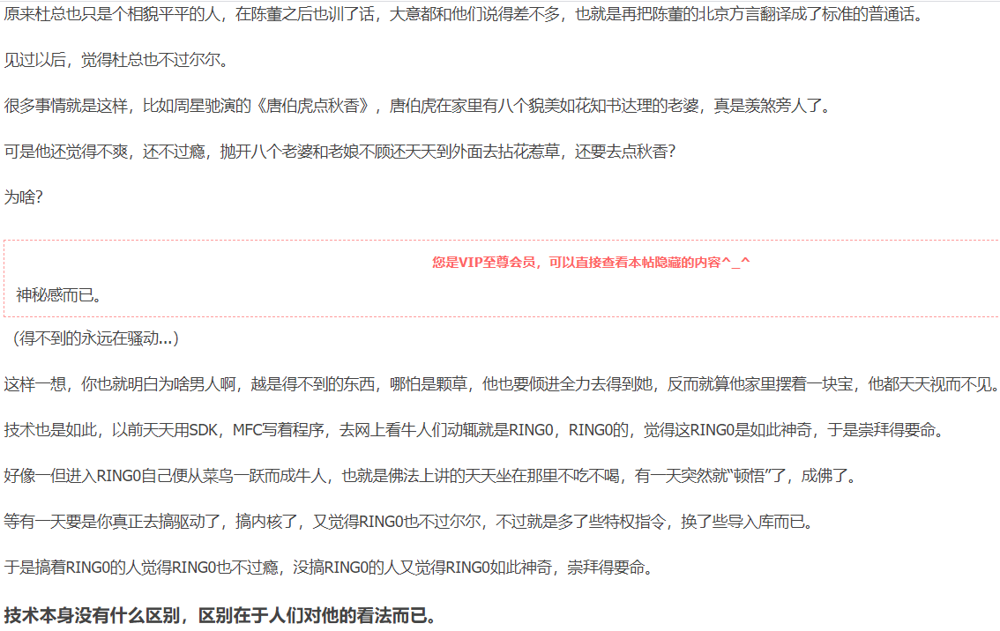 原来杜总也只是个相貌平平的人，在陈董之后也训了话，大意都和他们说得差不多，也就是再把陈董的北京方言翻译成了标准的普通话。
见过以后，觉得杜总也不过尔尔。
很多事情就是这样，比如周星驰演的《唐伯虎点秋香》，唐伯虎在家里有八个貌美如花知书达理的老婆，真是羡煞旁人了。
可是他还觉得不爽，还不过瘾，抛开八个老婆和老娘不顾还天天到外面去拈花惹草，还要去点秋香？
为啥？
您是VIP至尊会员，可以直接查看本帖隐藏的内容^_^
神秘感而已。
（得不到的永远在骚动...）
这样一想，你也就明白为啥男人啊，越是得不到的东西，哪怕是颗草，他也要倾进全力去得到她，反而就算他家里摆着一块宝，他都天天视而不见。
技术也是如此，以前天天用SDK，MFC写着程序，去网上看牛人们动辄就是RING0，RING0的，觉得这RING0是如此神奇，于是崇拜得要命。
好像一但进入RING0自己便从菜鸟一跃而成牛人，也就是佛法上讲的天天坐在那里不吃不喝，有一天突然就“顿悟”了，成佛了。
等有一天要是你真正去搞驱动了，搞内核了，又觉得RING0也不过尔尔，不过就是多了些特权指令，换了些导入库而已。
于是搞着RING0的人觉得RING0也不过瘾，没搞RING0的人又觉得RING0如此神奇，崇拜得要命。
技术本身没有什么区别，区别在于人们对他的看法而已。